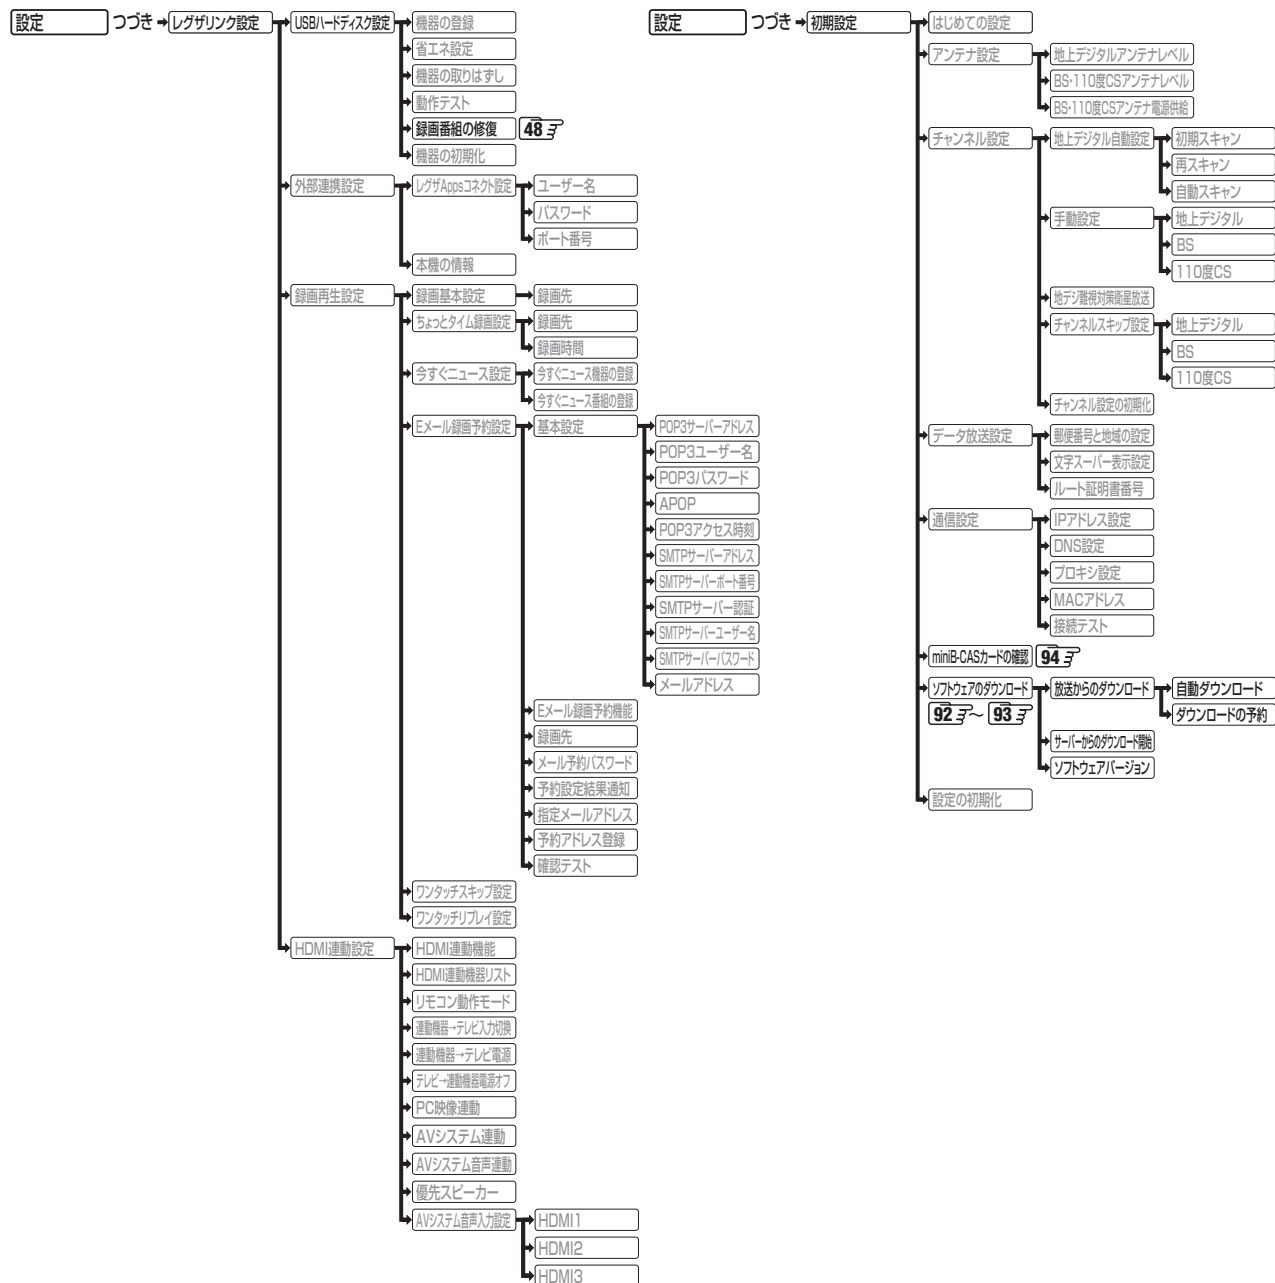 設定 つづき レグザリンク設定 USBハードディスク設定 機器の登録
省エネ設定
機器の取りはずし
動作テスト
録画番組の修復 48
機器の初期化
外部連携設定 レグザAppsコネクト設定 ユーザー名
パスワード
ポート番号
本機の情報
録画再生設定 録画基本設定 録画先
ちょっとタイム録画設定 録画先
録画時間
今すぐニュース設定 今すぐニュース機器の登録
今すぐニュース番組の登録
Eメール録画予約設定 基本設定 POP3サーバーアドレス
POP3ユーザー名
POP3パスワード
APOP
POP3アクセス時刻
SMTPサーバーアドレス
SMTPサーバーポート番号
SMTPサーバー認証
SMTPサーバーユーザー名
SMTPサーバーパスワード
メールアドレス
Eメール録画予約機能
録画先
メール予約パスワード
予約設定結果通知
指定メールアドレス
予約アドレス登録
確認テスト
ワンタッチスキップ設定
ワンタッチリプレイ設定
HDMI連動設定 HDMI連動機能
HDMI連動機器リスト
リモコン動作モード
連動機器→テレビ入力切換
連動機器→テレビ電源
テレビ→連動機器電源オフ
PC映像連動
AVシステム連動
AVシステム音声連動
優先スピーカー
AVシステム音声入力設定 HDMI1
HDMI2
HDMI3
設定 つづき 初期設定 はじめての設定
アンテナ設定 地上デジタルアンテナレベル
BS・110度CSアンテナレベル
BS・110度CSアンテナ電源供給
チャンネル設定 地上デジタル自動設定 初期スキャン
再スキャン
自動スキャン
手動設定 地上デジタル
BS
110度CS
地デジ難視対策衛星放送
チャンネルスキップ設定 地上デジタル
BS
110度CS
チャンネル設定の初期化
データ放送設定 郵便番号と地域の設定
文字スーパー表示設定
ルート証明書番号
通信設定 IPアドレス設定
DNS設定
プロキシ設定
MACアドレス
接続テスト
miniB-CASカードの確認 94
ソフトウェアのダウンロード 放送からのダウンロード 自動ダウンロード
92 ～ 93 ダウンロードの予約
サーバーからのダウンロード開始
ソフトウェアバージョン
設定の初期化